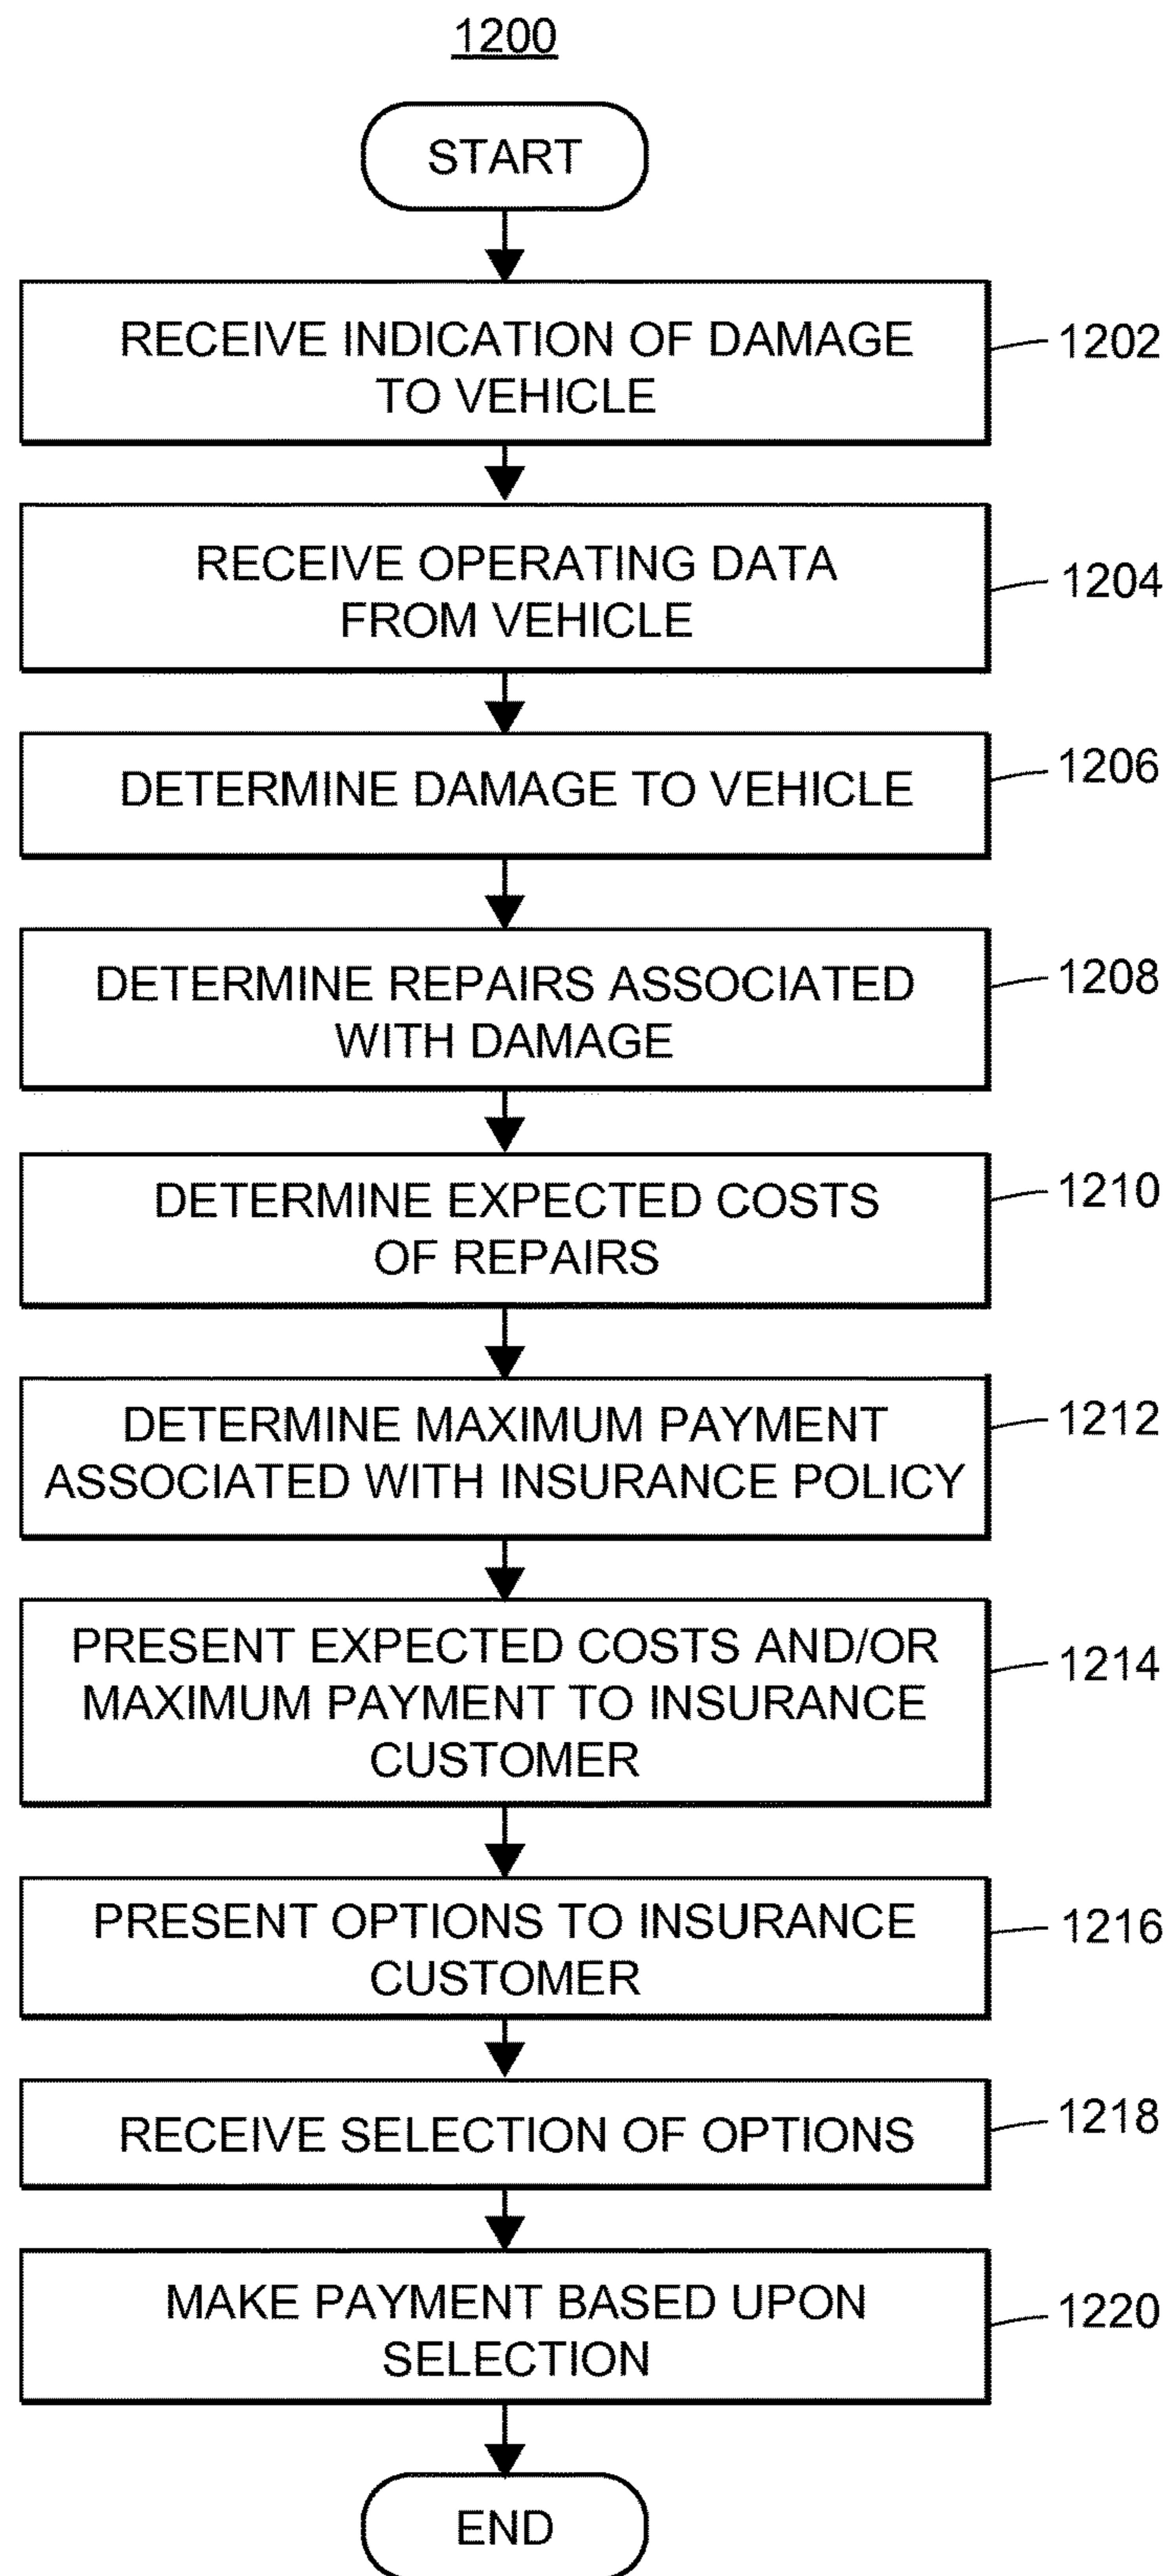 1200
START
RECEIVE INDICATION OF DAMAGE
TO VEHICLE
1202
RECEIVE OPERATING DATA
FROM VEHICLE
1204
DETERMINE DAMAGE TO VEHICLE
1206
DETERMINE REPAIRS ASSOCIATED
WITH DAMAGE
1208
DETERMINE EXPECTED COSTS
OF REPAIRS
1210
DETERMINE MAXIMUM PAYMENT
ASSOCIATED WITH INSURANCE POLICY
1212
PRESENT EXPECTED COSTS AND/OR
MAXIMUM PAYMENT TO INSURANCE
CUSTOMER
1214
PRESENT OPTIONS TO INSURANCE
CUSTOMER
1216
RECEIVE SELECTION OF OPTIONS
1218
MAKE PAYMENT BASED UPON
SELECTION
1220
END